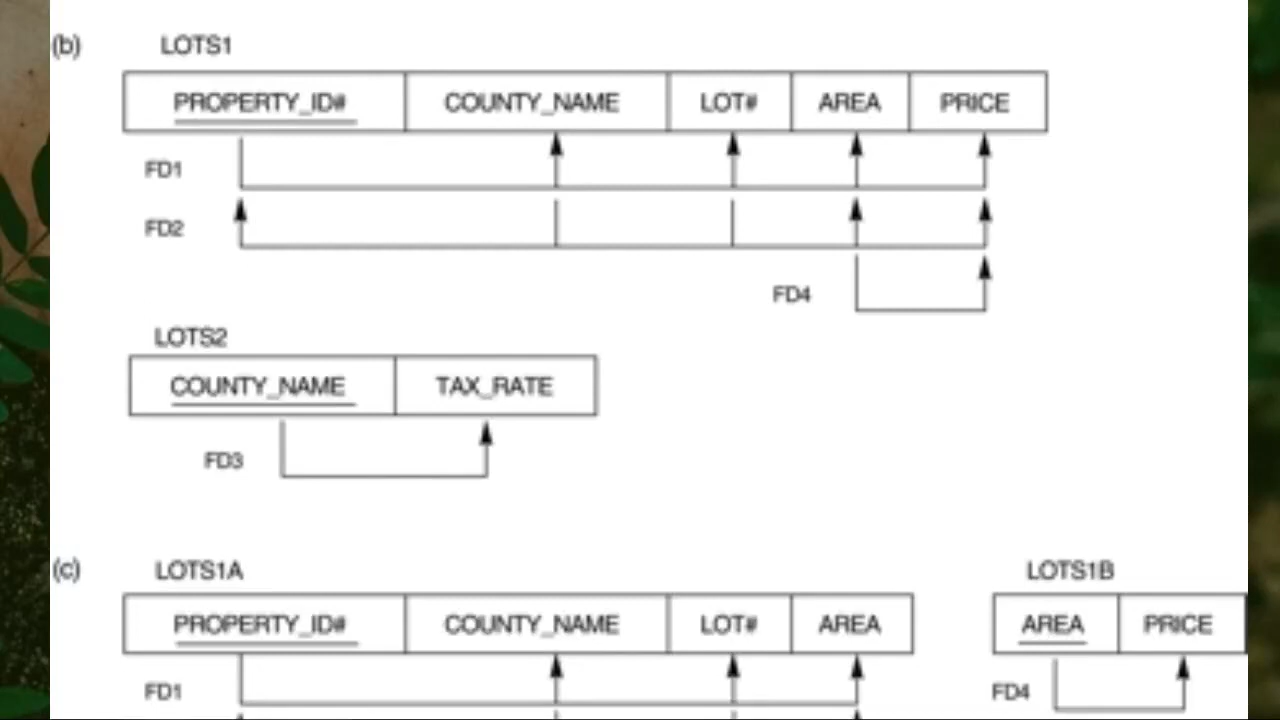 (b) LOTS1
PROPERTY_ID# COUNTY_NAME LOT# AREA PRICE
FD1
FD2
FD4
LOTS2
COUNTY_NAME TAX_RATE
FD3
(c) LOTS1A LOTS1B
PROPERTY_ID# COUNTY_NAME LOT# AREA AREA PRICE
FD1 FD4